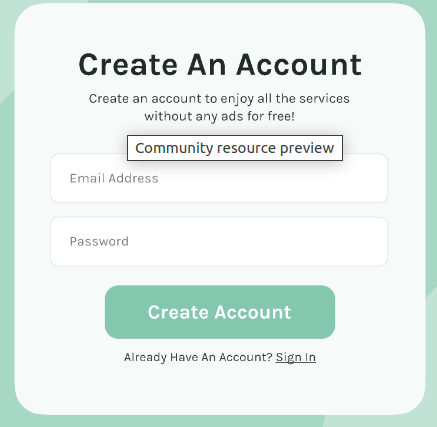 Create An Account
Create an account to enjoy all the services
without any ads for free!
Community resource preview
Email Address
Password
Create Account
Already Have An Account? Sign In